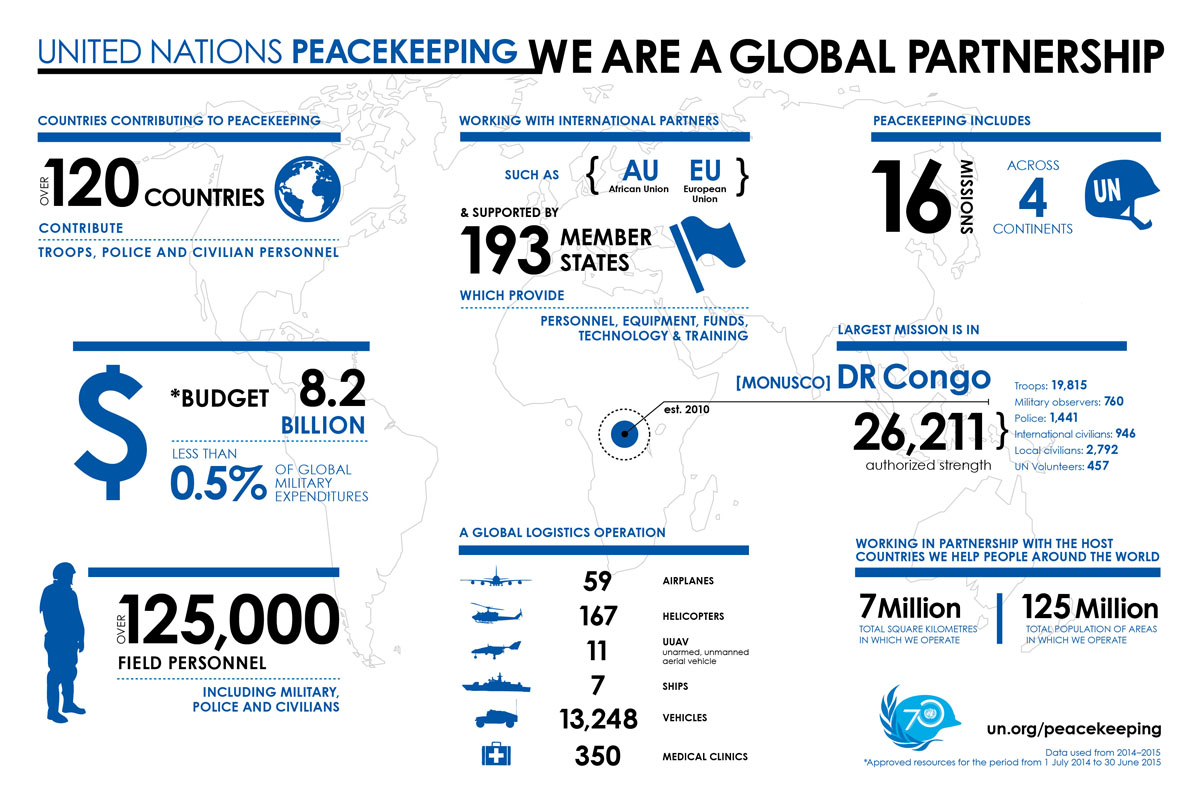 UNITED NATIONS PEACEKEEPING WE ARE A GLOBAL PARTNERSHIP
COUNTRIES CONTRIBUTING TO PEACEKEEPING
OVER 120 COUNTRIES
CONTRIBUTE
TROOPS, POLICE AND CIVILIAN PERSONNEL
WORKING WITH INTERNATIONAL PARTNERS
SUCH AS { AU EU }
African Union European
Union
& SUPPORTED BY
193 MEMBER
STATES
WHICH PROVIDE
PERSONNEL, EQUIPMENT, FUNDS,
TECHNOLOGY & TRAINING
PEACEKEEPING INCLUDES
16 MISSIONS
ACROSS
4
CONTINENTS
UN
*BUDGET 8.2
BILLION
LESS THAN
0.5% OF GLOBAL
MILITARY
EXPENDITURES
LARGEST MISSION IS IN
[MONUSCO] DR Congo
est. 2010
26,211 }
authorized strength
Troops: 19,815
Military observers: 760
Police: 1,441
International civilians: 946
Local civilians: 2,792
UN Volunteers: 457
OVER 125,000
FIELD PERSONNEL
INCLUDING MILITARY,
POLICE AND CIVILIANS
A GLOBAL LOGISTICS OPERATION
59 AIRPLANES
167 HELICOPTERS
11 UUAV
unarmed, unmanned
aerial vehicle
7 SHIPS
13,248 VEHICLES
350 MEDICAL CLINICS
WORKING IN PARTNERSHIP WITH THE HOST
COUNTRIES WE HELP PEOPLE AROUND THE WORLD
7 Million
TOTAL SQUARE KILOMETRES
IN WHICH WE OPERATE
125 Million
TOTAL POPULATION OF AREAS
IN WHICH WE OPERATE
70
un.org/peacekeeping
Data used from 2014–2015
*Approved resources for the period from 1 July 2014 to 30 June 2015